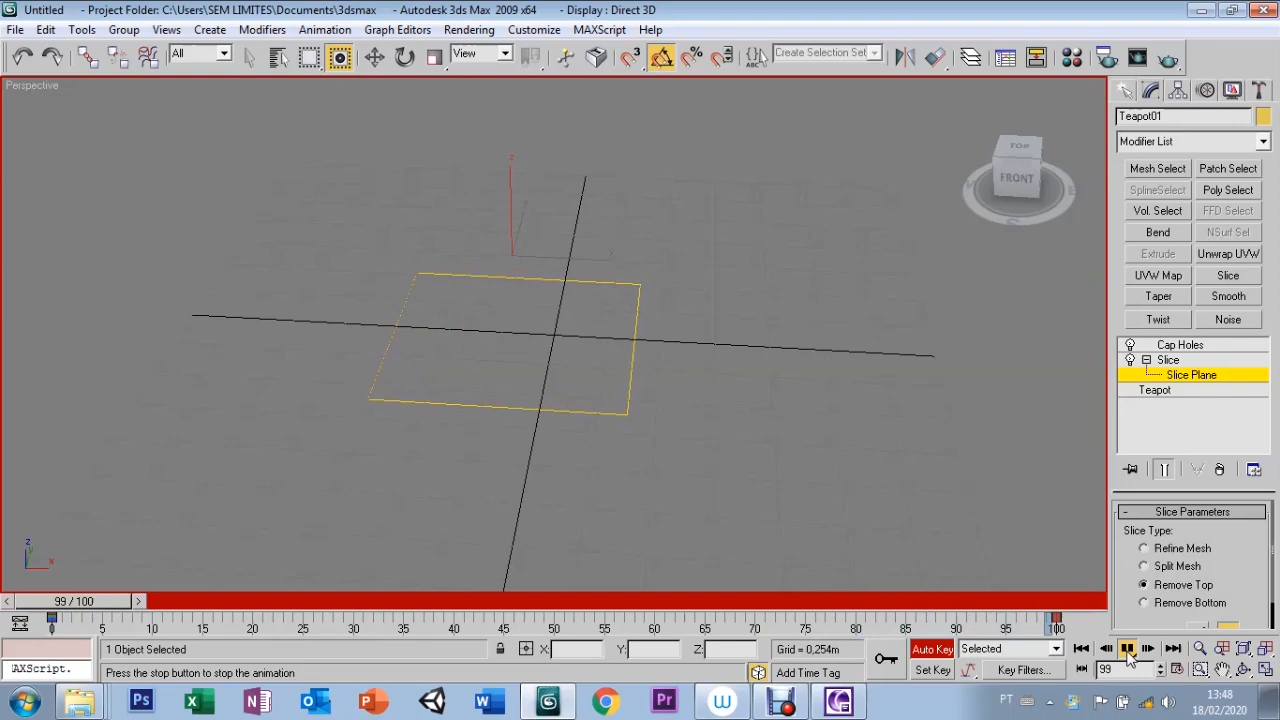 Untitled - Project Folder: C:\Users\SEM LIMITES\Documents\3dsmax - Autodesk 3ds Max 2009 x64 - Display : Direct 3D
File Edit Tools Group Views Create Modifiers Animation Graph Editors Rendering Customize MAXScript Help
All View Create Selection Set
Perspective
TOP
FRONT
S
z
z
y
x
Teapot01
Modifier List
Mesh Select Patch Select
SplineSelect Poly Select
Vol. Select FFD Select
Bend NSurf Sel
Extrude Unwrap UVW
UVW Map Slice
Taper Smooth
Twist Noise
Cap Holes
Slice
Slice Plane
Teapot
- Slice Parameters
Slice Type:
Refine Mesh
Split Mesh
Remove Top
Remove Bottom
< 99 / 100 >
5 10 15 20 25 30 35 40 45 50 55 60 65 70 75 80 85 90 95 100
1 Object Selected X: Y: Z: Grid = 0,254m Auto Key Selected
AXScript. Press the stop button to stop the animation Add Time Tag Set Key Key Filters... 99
Ps W Pr PT 13:48
18/02/2020